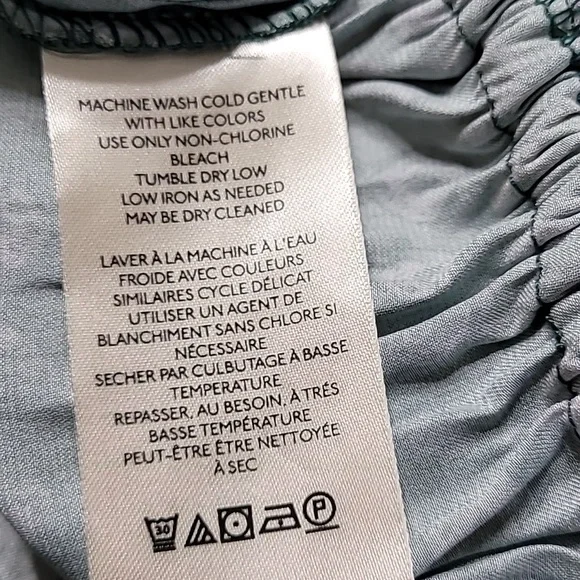 MACHINE WASH COLD GENTLE
WITH LIKE COLORS
USE ONLY NON-CHLORINE
BLEACH
TUMBLE DRY LOW
LOW IRON AS NEEDED
MAY BE DRY CLEANED
LAVER À LA MACHINE À L'EAU
FROIDE AVEC COULEURS
SIMILAIRES CYCLE DÉLICAT
UTILISER UN AGENT DE
BLANCHIMENT SANS CHLORE SI
NÉCESSAIRE
SECHER PAR CULBUTAGE À BASSE
TEMPERATURE
REPASSER, AU BESOIN, À TRÉS
BASSE TEMPÉRATURE
PEUT-ÊTRE ÊTRE NETTOYÉE
À SEC
30 P